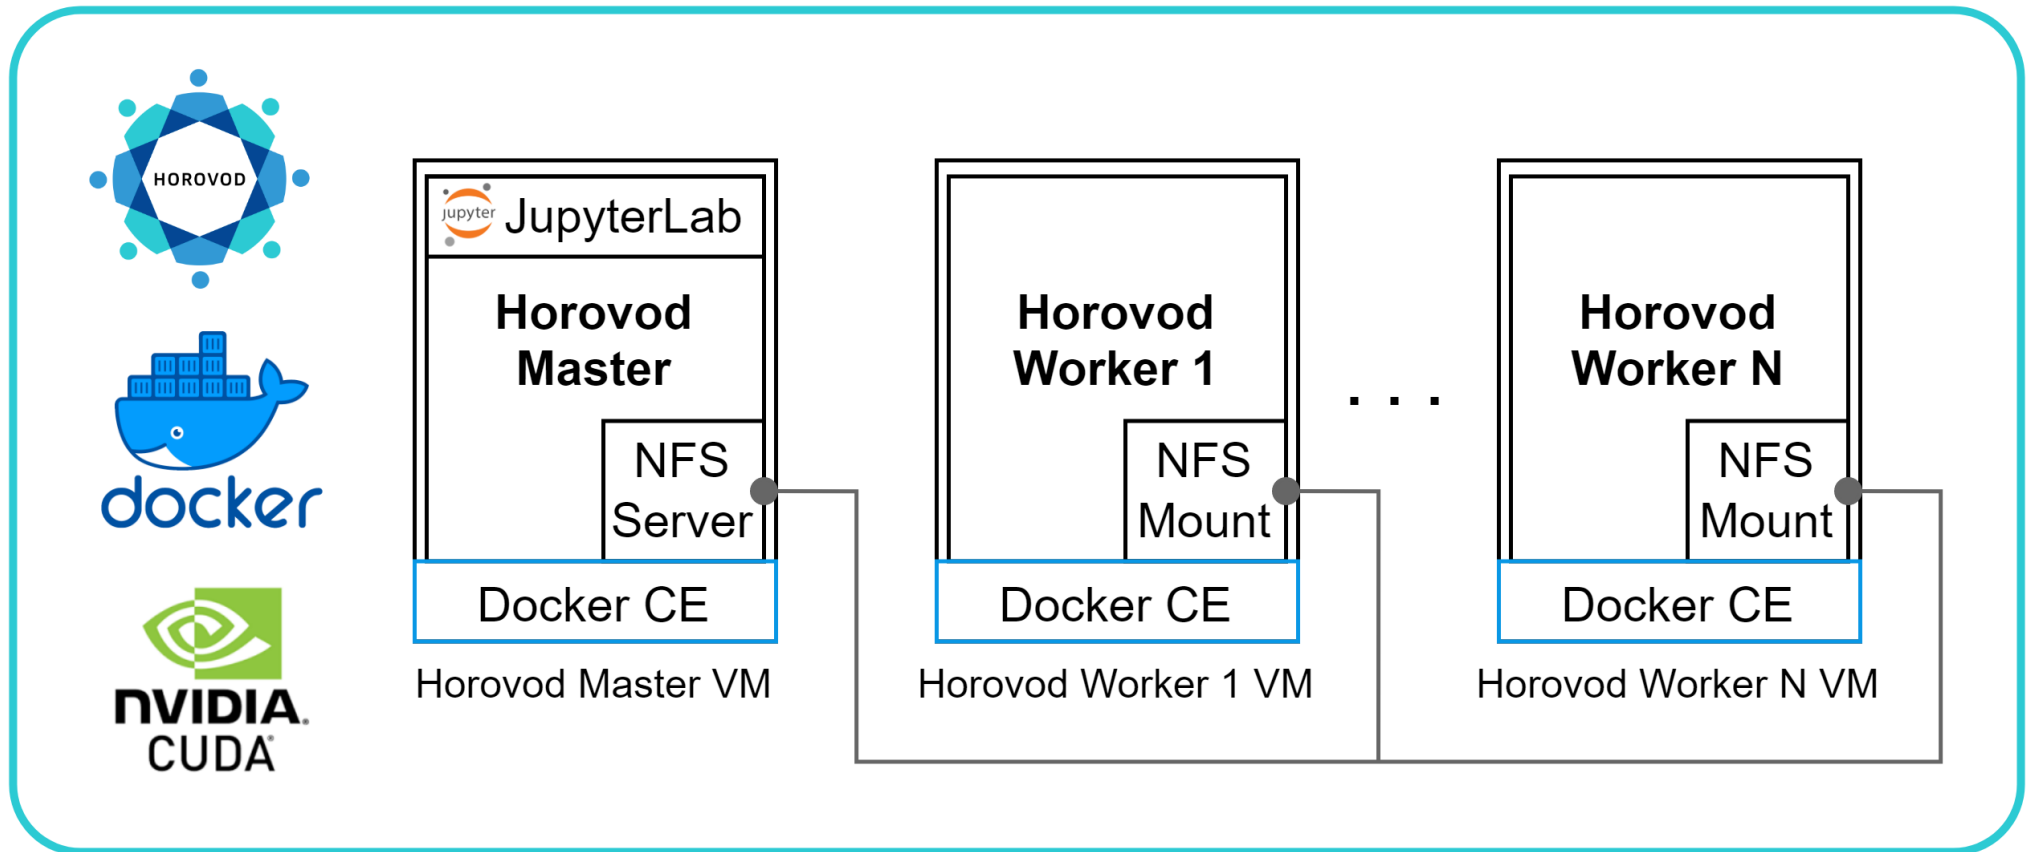 HOROVOD
docker
NVIDIA.
CUDA
jupyter JupyterLab
Horovod
Master
NFS
Server
Docker CE
Horovod Master VM
Horovod
Worker 1
NFS
Mount
Docker CE
Horovod Worker 1 VM
. . .
Horovod
Worker N
NFS
Mount
Docker CE
Horovod Worker N VM